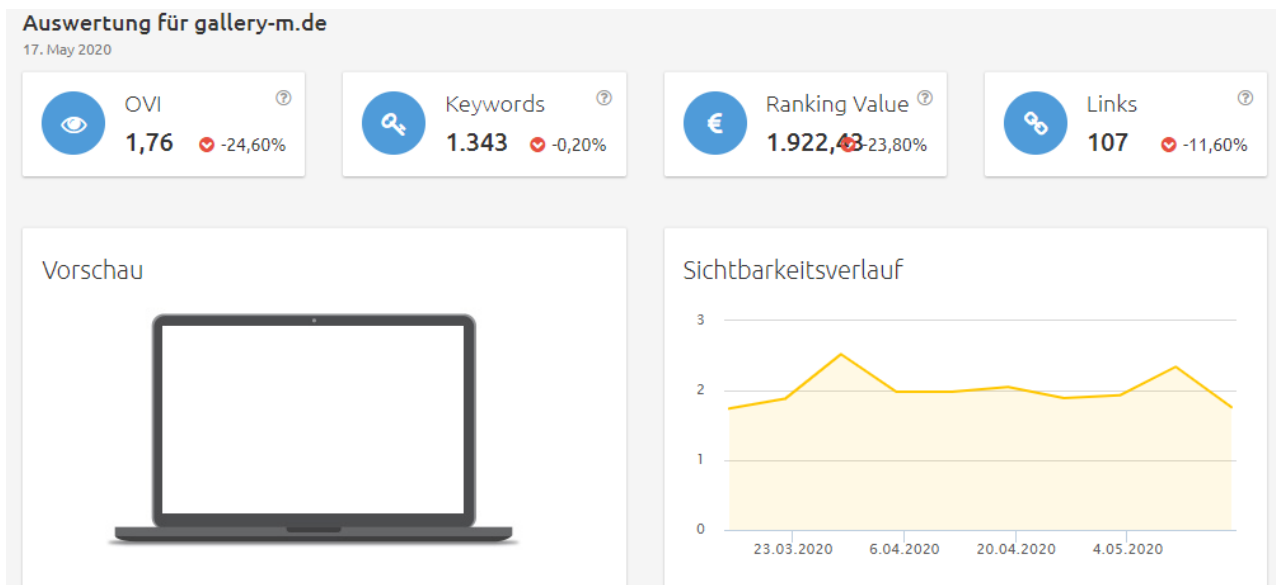 Auswertung für gallery-m.de
17. May 2020
OVI
1,76 -24,60%
Keywords
1.343 -0,20%
Ranking Value
1.922,43 -23,80%
Links
107 -11,60%
Vorschau
Sichtbarkeitsverlauf
3
2
1
0
23.03.2020 6.04.2020 20.04.2020 4.05.2020